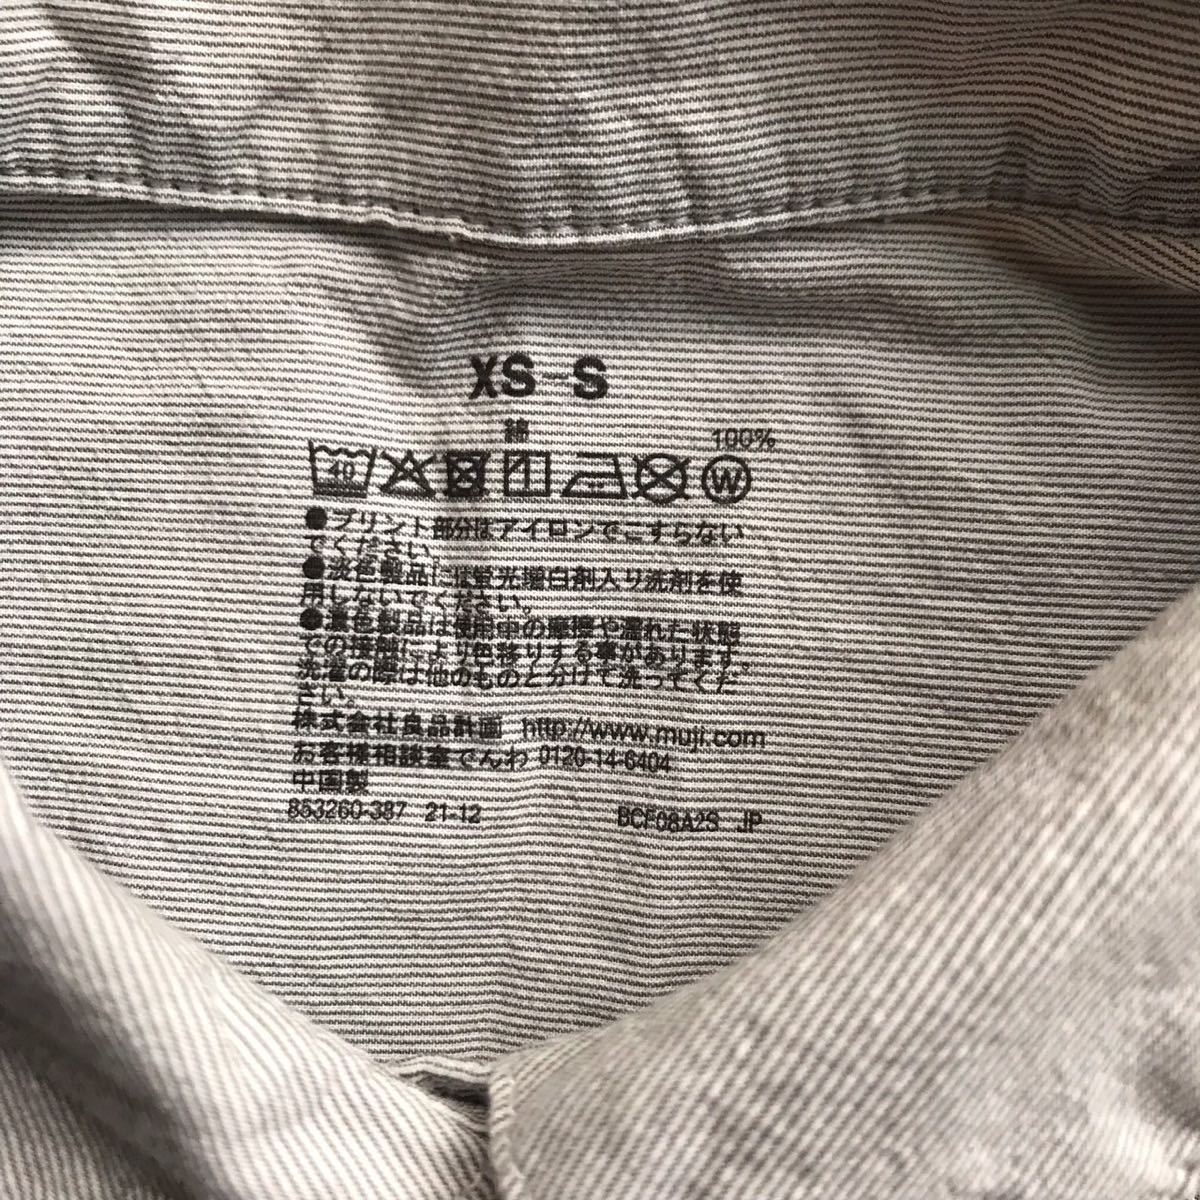 XS-S
綿 100%
40 W
●プリント部分はアイロンでこすらない
でください。
●淡色製品には蛍光増白剤入り洗剤を使
用しないでください。
●濃色製品は使用中の摩擦や濡れた状態
での接触により色移りする事があります。
洗濯の際は他のものと分けて洗ってくだ
さい。
株式会社良品計画 http://www.muji.com
お客様相談室でんわ 0120-14-6404
中国製
853260-387 21-12 BCF08A2S JP